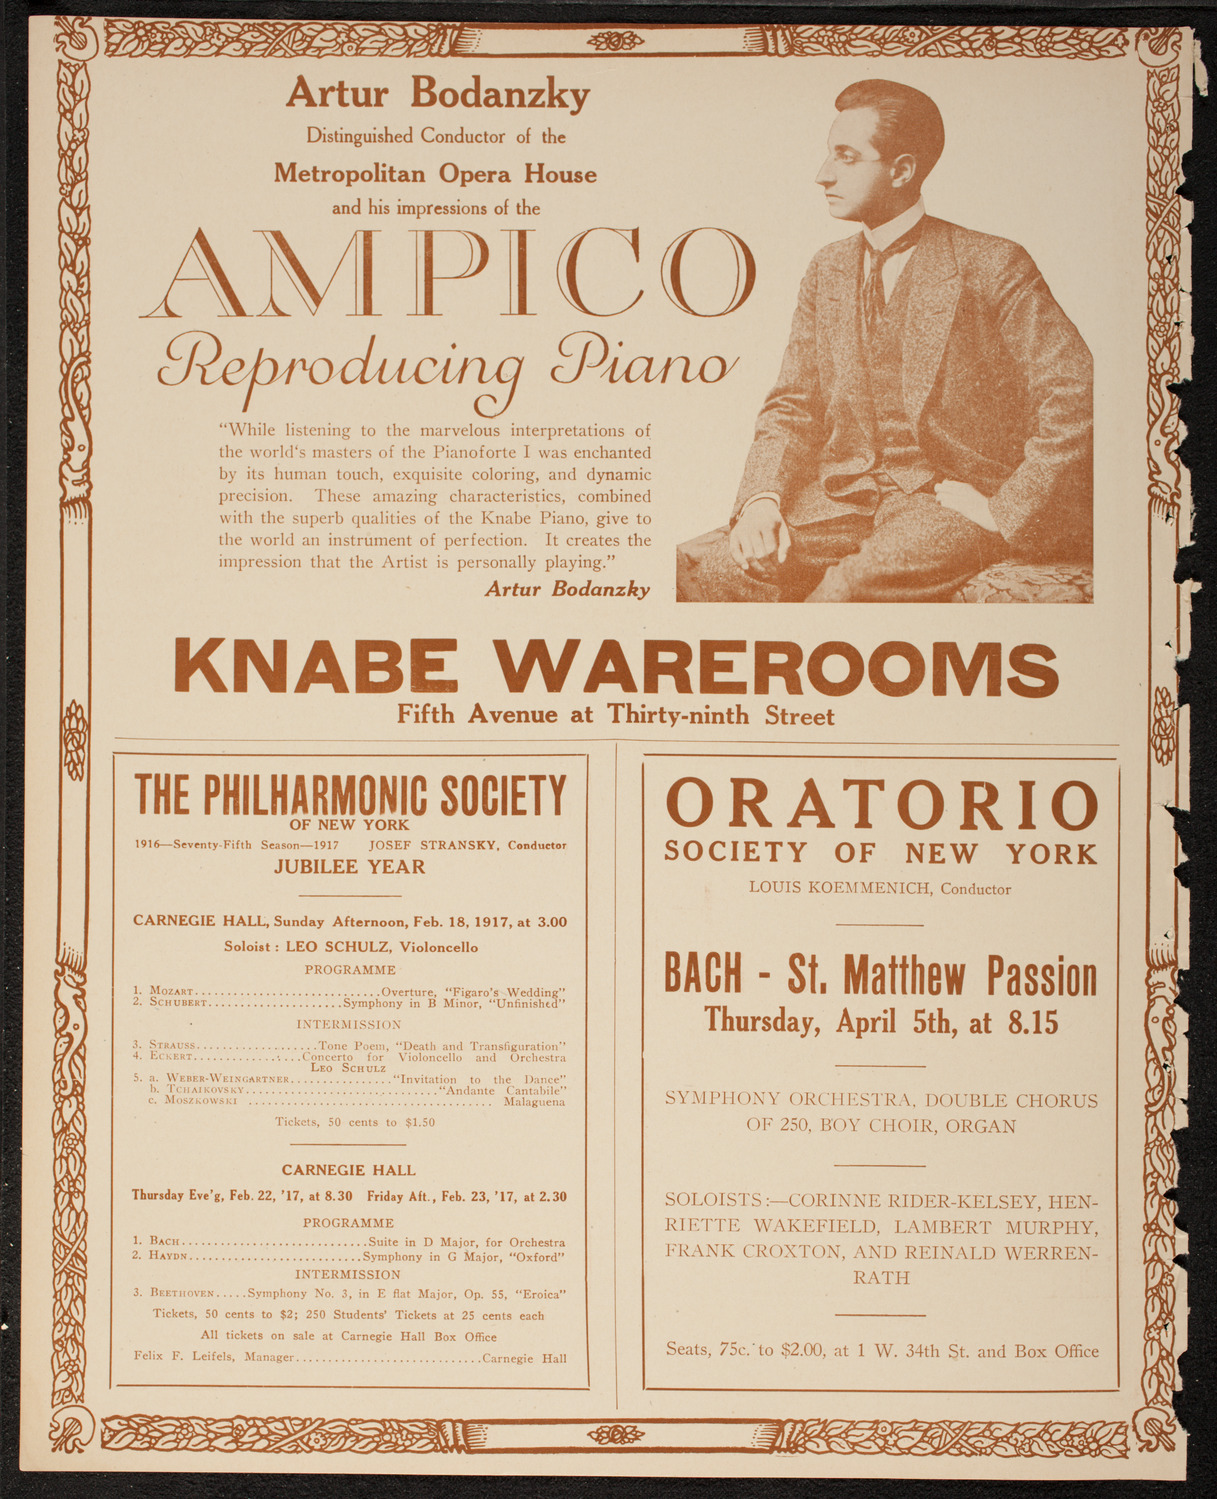 Artur Bodanzky
Distinguished Conductor of the
Metropolitan Opera House
and his impressions of the
AMPICO
Reproducing Piano
“While listening to the marvelous interpretations of
the world‘s masters of the Pianoforte I was enchanted
by its human touch, exquisite coloring, and dynamic
precision. These amazing characteristics, combined
with the superb qualities of the Knabe Piano, give to
the world an instrument of perfection. It creates the
impression that the Artist is personally playing.”
Artur Bodanzky
KNABE WAREROOMS
Fifth Avenue at Thirty-ninth Street
THE PHILHARMONIC SOCIETY
OF NEW YORK
1916—Seventy-Fifth Season—1917 JOSEF STRANSKY, Conductor
JUBILEE YEAR
CARNEGIE HALL, Sunday Afternoon, Feb. 18, 1917, at 3.00
Soloist : LEO SCHULZ, Violoncello
PROGRAMME
1. MOZART...........................Overture, “Figaro's Wedding”
2. SCHUBERT.....................Symphony in B Minor, “Unfinished”
INTERMISSION
3. STRAUSS...................Tone Poem, “Death and Transfiguration”
4. ECKERT.................Concerto for Violoncello and Orchestra
LEO SCHULZ
5. a. WEBER-WEINGARTNER...............“Invitation to the Dance”
b. TCHAIKOVSKY.............................“Andante Cantabile”
c. MOSZKOWSKI ...................................... Malaguena
Tickets, 50 cents to $1.50
CARNEGIE HALL
Thursday Eve'g, Feb. 22, '17, at 8.30 Friday Aft., Feb. 23, '17, at 2.30
PROGRAMME
1. BACH.............................Suite in D Major, for Orchestra
2. HAYDN...........................Symphony in G Major, “Oxford”
INTERMISSION
3. BEETHOVEN.....Symphony No. 3, in E flat Major, Op. 55, “Eroica”
Tickets, 50 cents to $2; 250 Students' Tickets at 25 cents each
All tickets on sale at Carnegie Hall Box Office
Felix F. Leifels, Manager............................Carnegie Hall
ORATORIO
SOCIETY OF NEW YORK
LOUIS KOEMMENICH, Conductor
BACH - St. Matthew Passion
Thursday, April 5th, at 8.15
SYMPHONY ORCHESTRA, DOUBLE CHORUS
OF 250, BOY CHOIR, ORGAN
SOLOISTS:—CORINNE RIDER-KELSEY, HEN-
RIETTE WAKEFIELD, LAMBERT MURPHY,
FRANK CROXTON, AND REINALD WERREN-
RATH
Seats, 75c. to $2.00, at 1 W. 34th St. and Box Office